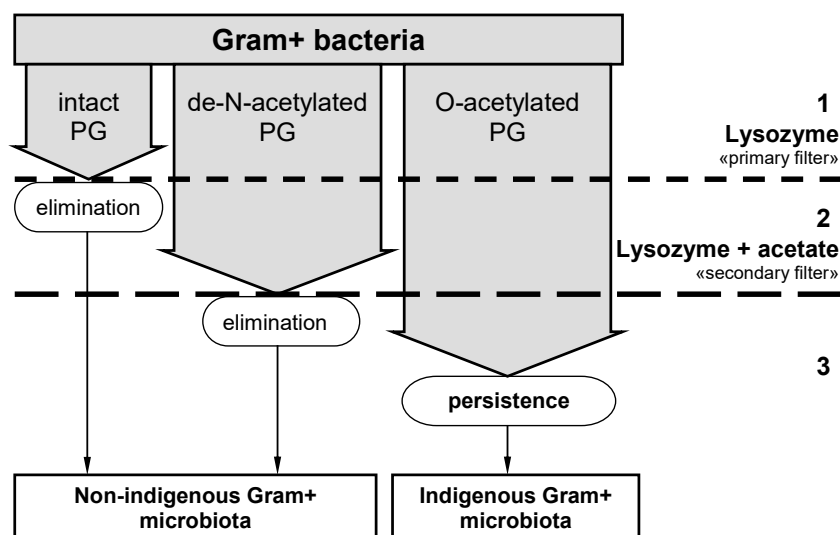 Gram+ bacteria
intact
PG
de-N-acetylated
PG
O-acetylated
PG
1
Lysozyme
«primary filter»
elimination
2
Lysozyme + acetate
«secondary filter»
elimination
3
persistence
Non-indigenous Gram+
microbiota
Indigenous Gram+
microbiota